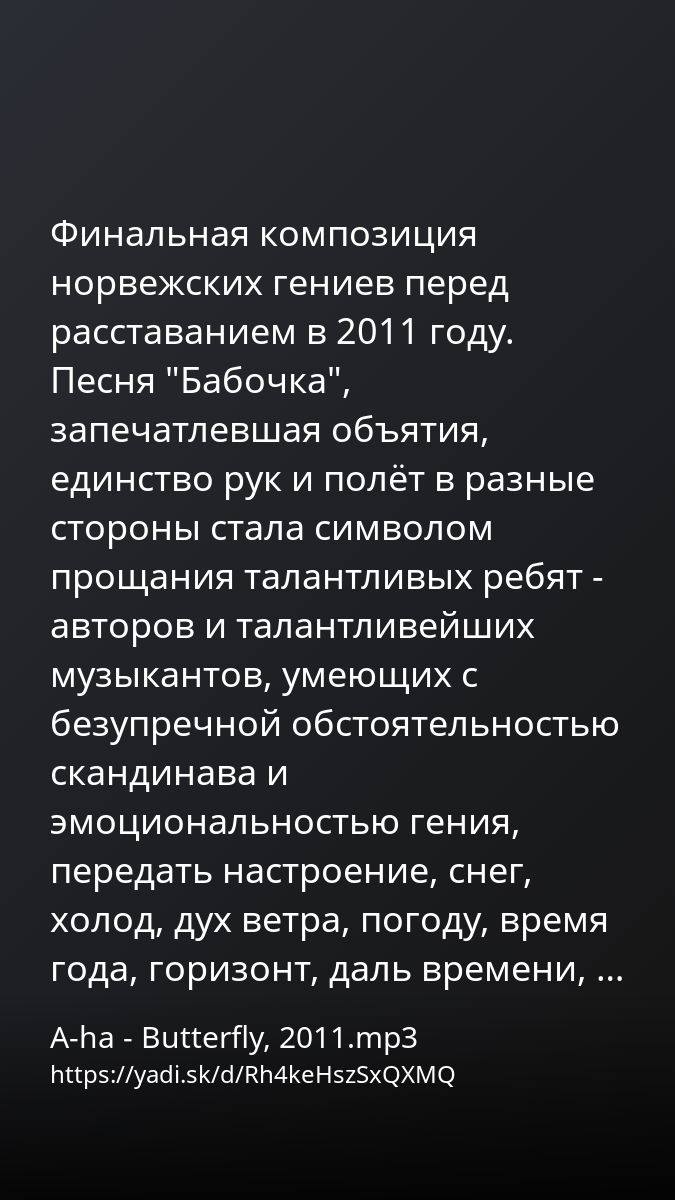 Финальная композиция
норвежских гениев перед
расставанием в 2011 году.
Песня "Бабочка",
запечатлевшая объятия,
единство рук и полёт в разные
стороны стала символом
прощания талантливых ребят -
авторов и талантливейших
музыкантов, умеющих с
безупречной обстоятельностью
скандинава и
эмоциональностью гения,
передать настроение, снег,
холод, дух ветра, погоду, время
года, горизонт, даль времени, ...
A-ha - Butterfly, 2011.mp3
https://yadi.sk/d/Rh4keHszSxQXMQ